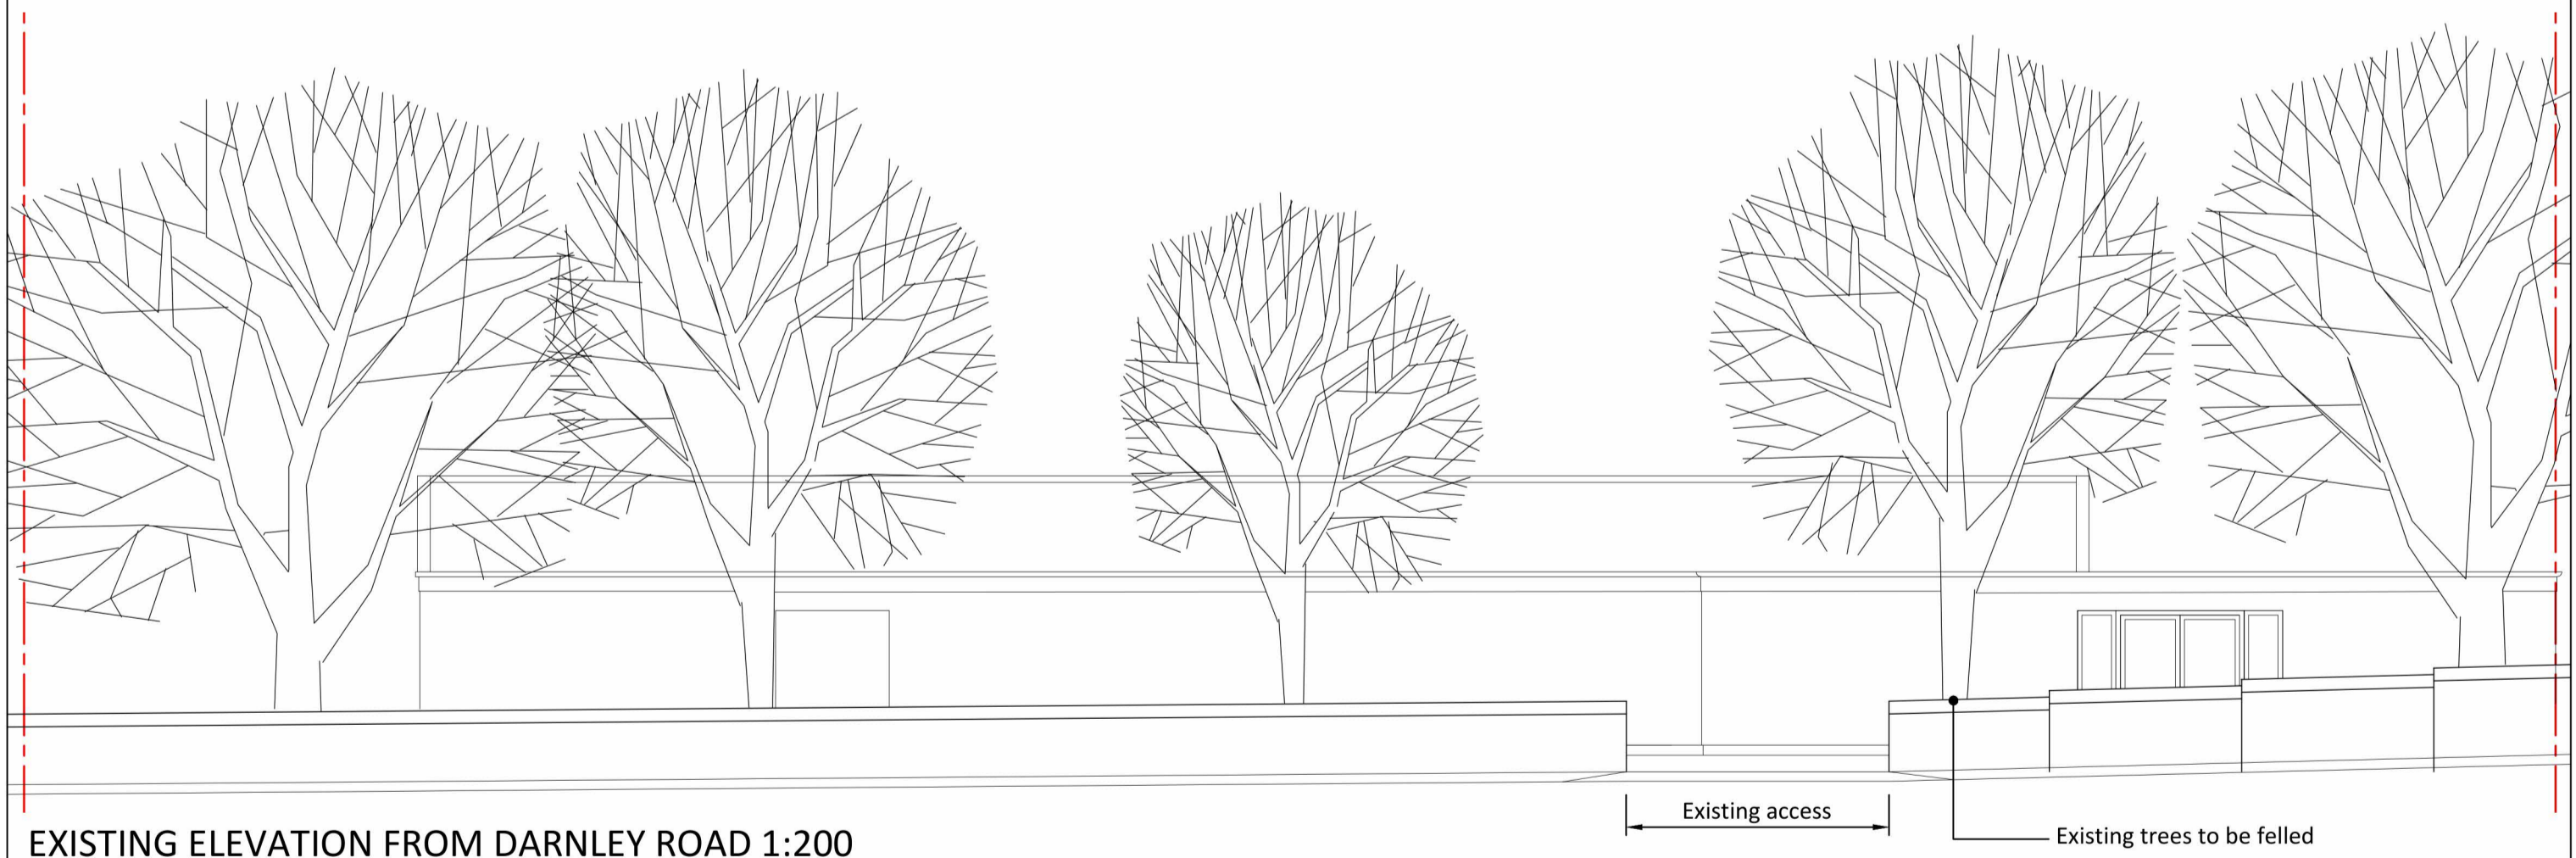 Existing access
EXISTING ELEVATION FROM DARNLEY ROAD 1:200
Existing trees to be felled